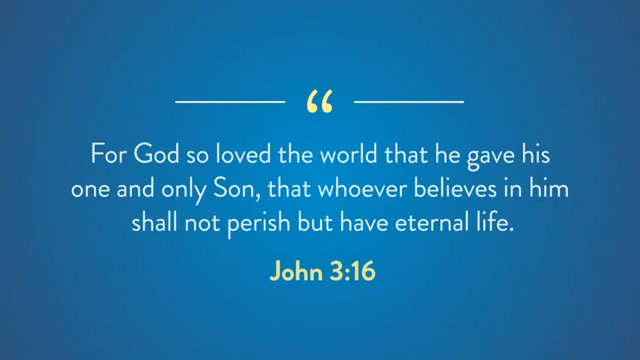 “
For God so loved the world that he gave his
one and only Son, that whoever believes in him
shall not perish but have eternal life.
John 3:16